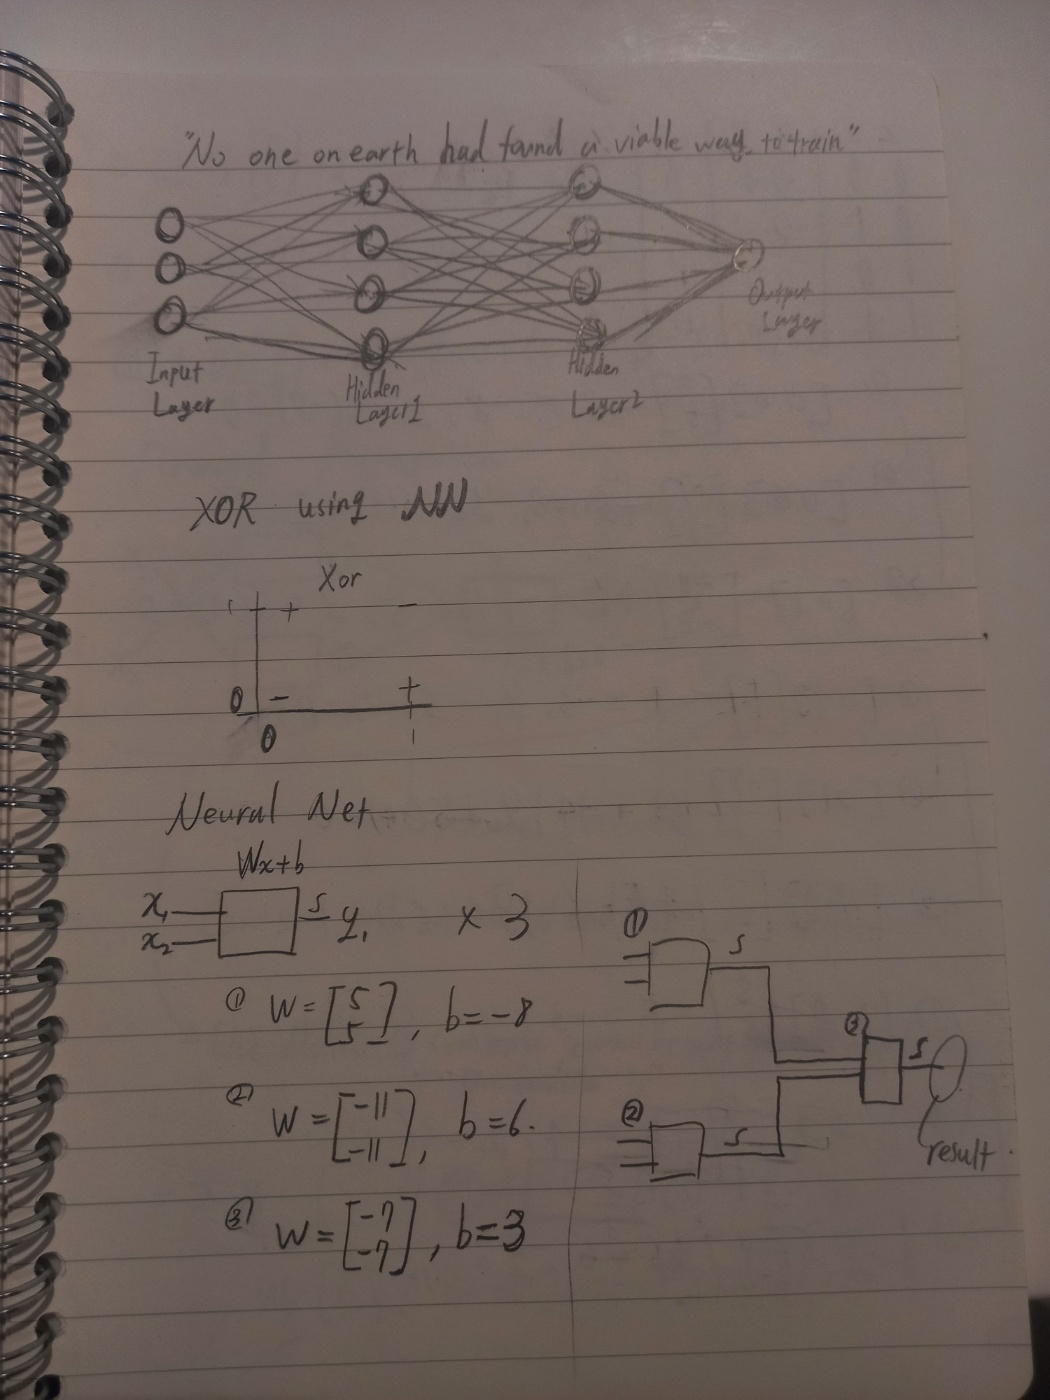 "No one on earth had found a viable way to train"
Input
Layer
Hidden
Layer1
Hidden
Layer2
Output
Layer
XOR using NN
Xor
1 + -
0 - +
0 1
Neural Net
Wx+b
x1 S y1 x 3
x2
① W=[5 5], b=-8
② W=[-11 -11], b=6.
③ W=[-7 -7], b=3
① S
③ S
② S
result.